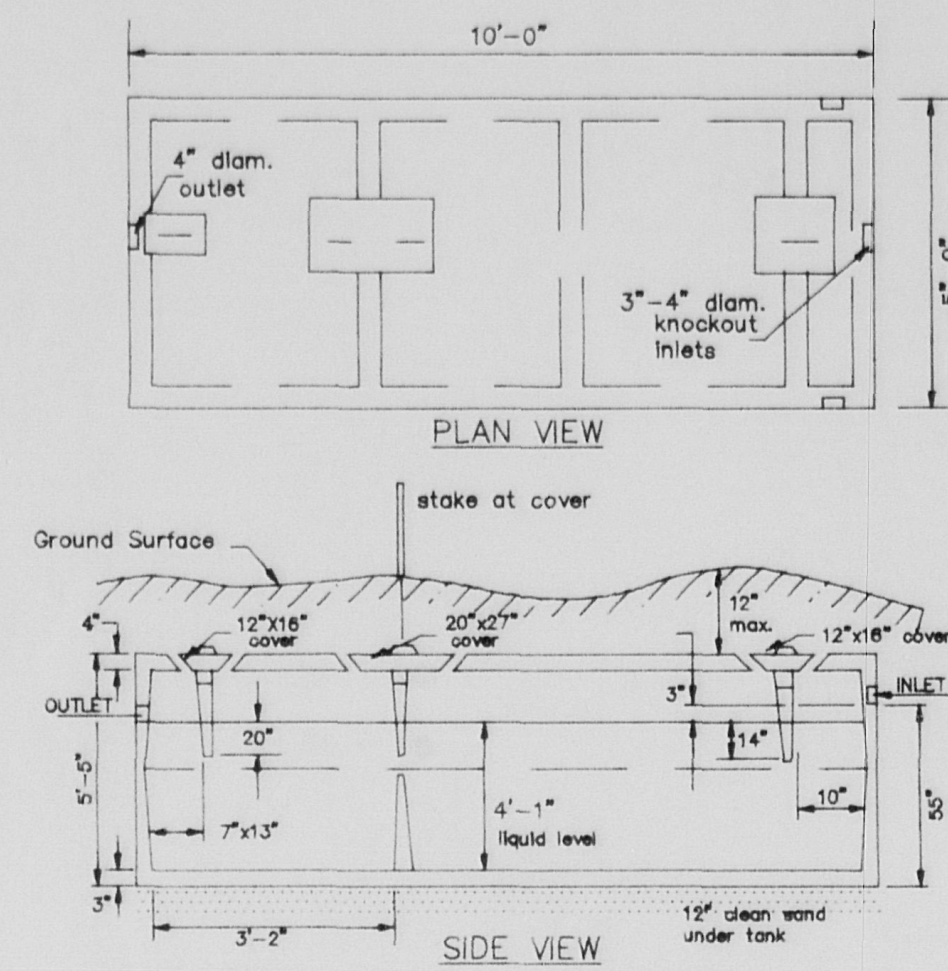 10'-0"
4" diam.
outlet
3"-4" diam.
knockout
inlets
PLAN VIEW
stake at cover
Ground Surface
4"
12"X16"
cover
20"x27"
cover
12"
max.
12"x16" cover
OUTLET
3"
INLET
20"
14"
5'-5"
7"x13"
4'-1"
liquid level
10"
55"
3"
3'-2"
12" clean sand
under tank
SIDE VIEW